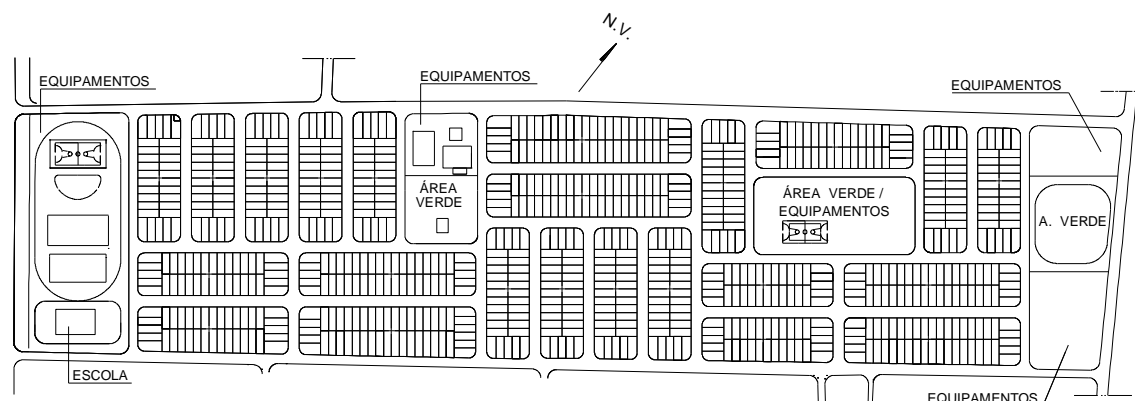 N.V.
EQUIPAMENTOS
EQUIPAMENTOS
EQUIPAMENTOS
ÁREA
VERDE
ÁREA VERDE /
EQUIPAMENTOS
A. VERDE
ESCOLA
EQUIPAMENTOS